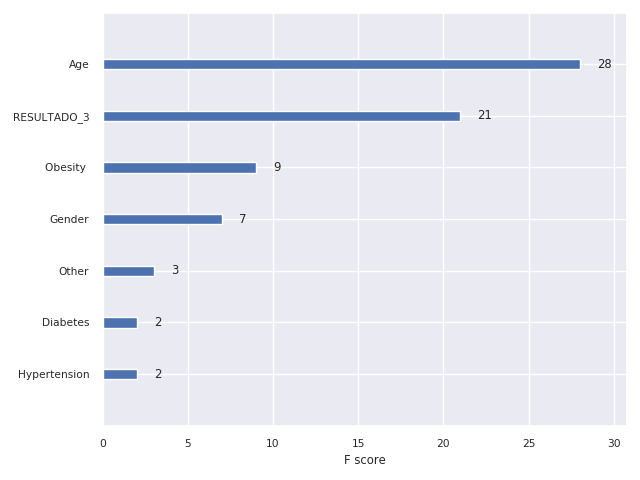 Age 28
RESULTADO_3 21
Obesity 9
Gender 7
Other 3
Diabetes 2
Hypertension 2
0 5 10 15 20 25 30
F score